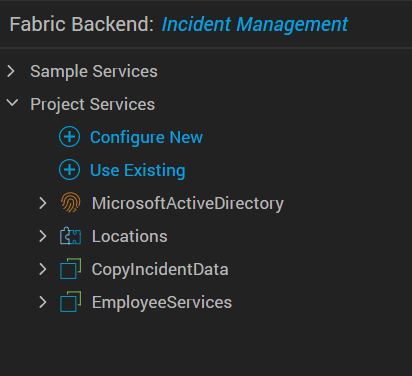 Fabric Backend: Incident Management
Sample Services
Project Services
Configure New
Use Existing
MicrosoftActiveDirectory
Locations
CopyIncidentData
EmployeeServices